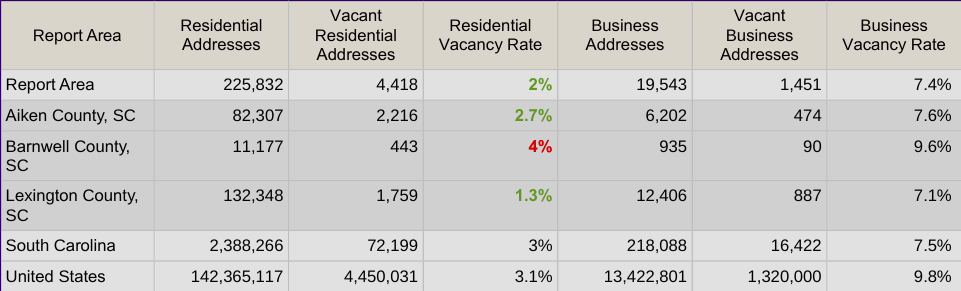 Report Area Residential Addresses Vacant Residential Addresses Residential Vacancy Rate Business Addresses Vacant Business Addresses Business Vacancy Rate
Report Area 225,832 4,418 2% 19,543 1,451 7.4%
Aiken County, SC 82,307 2,216 2.7% 6,202 474 7.6%
Barnwell County, SC 11,177 443 4% 935 90 9.6%
Lexington County, SC 132,348 1,759 1.3% 12,406 887 7.1%
South Carolina 2,388,266 72,199 3% 218,088 16,422 7.5%
United States 142,365,117 4,450,031 3.1% 13,422,801 1,320,000 9.8%